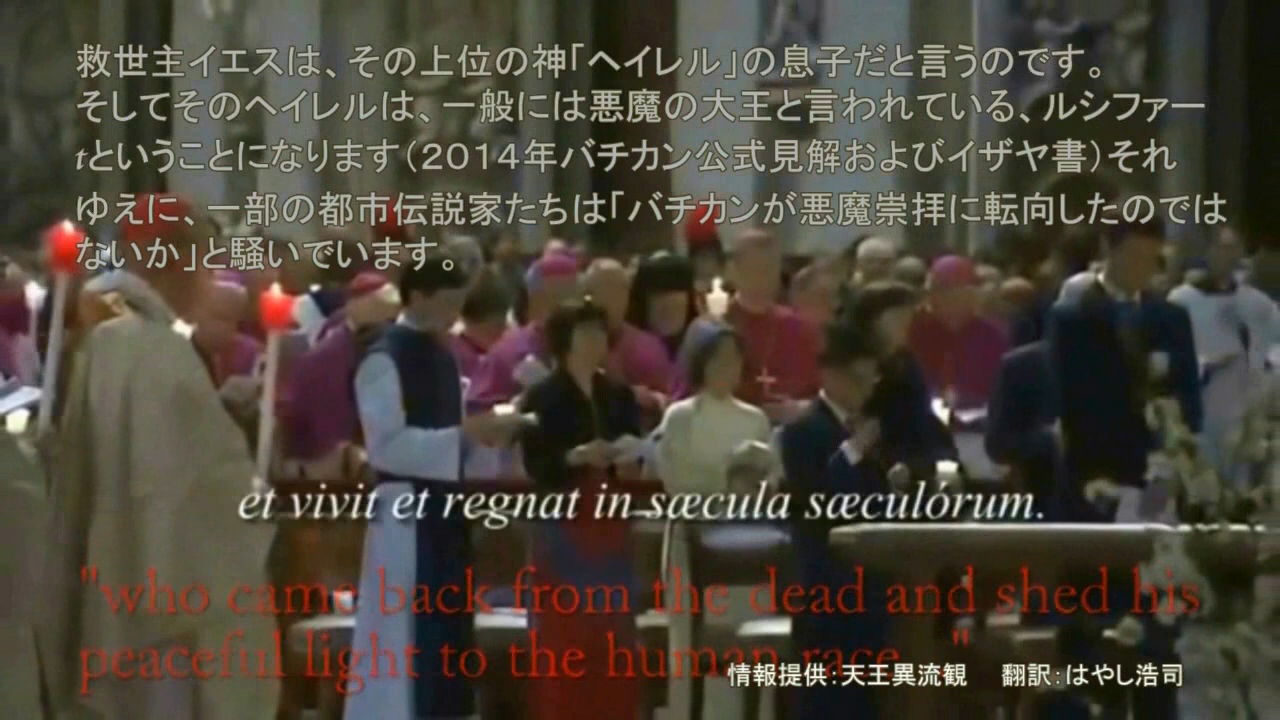 救世主イエスは、その上位の神「ヘイレル」の息子だと言うのです。
そしてそのヘイレルは、一般には悪魔の大王と言われている、ルシファー
tということになります（２０１４年バチカン公式見解およびイザヤ書）それ
ゆえに、一部の都市伝説家たちは「バチカンが悪魔崇拝に転向したのでは
ないか」と騒いでいます。
et vivit et regnat in sæcula sæculórum.
"who came back from the dead and shed his
peaceful light to the human race..."
情報提供：天王異流観　翻訳：はやし浩司